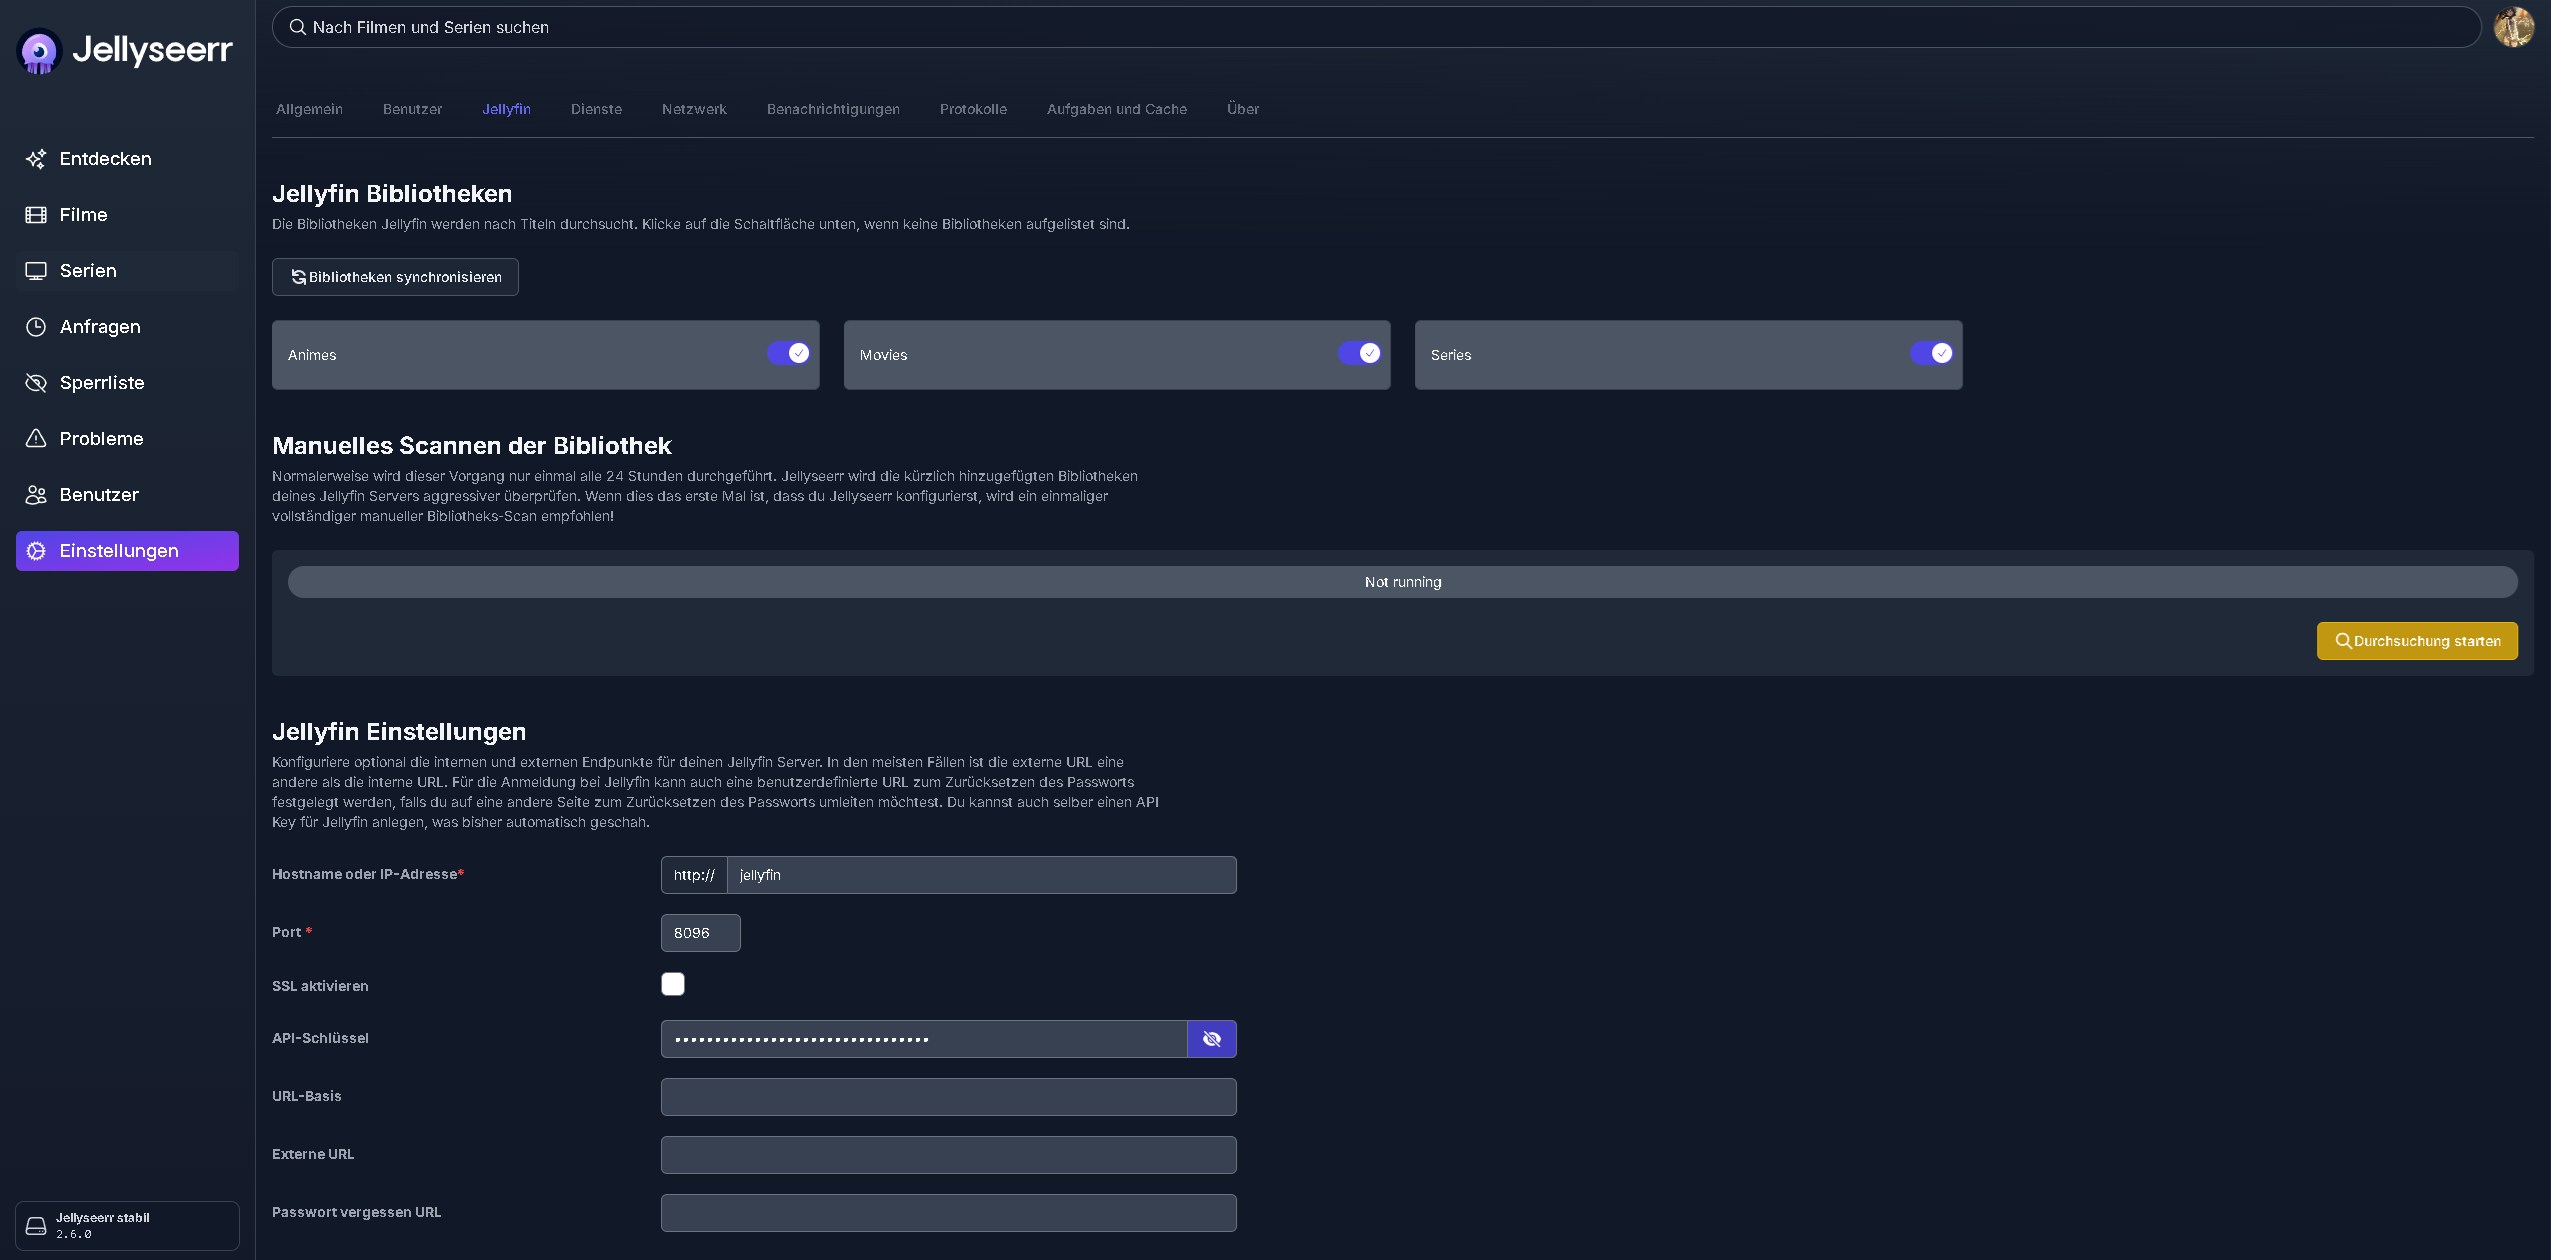 Jellyseerr
Nach Filmen und Serien suchen
Entdecken
Filme
Serien
Anfragen
Sperrliste
Probleme
Benutzer
Einstellungen
Jellyseerr stabil
2.6.0
Allgemein Benutzer Jellyfin Dienste Netzwerk Benachrichtigungen Protokolle Aufgaben und Cache Über
Jellyfin Bibliotheken
Die Bibliotheken Jellyfin werden nach Titeln durchsucht. Klicke auf die Schaltfläche unten, wenn keine Bibliotheken aufgelistet sind.
Bibliotheken synchronisieren
Animes Movies Series
Manuelles Scannen der Bibliothek
Normalerweise wird dieser Vorgang nur einmal alle 24 Stunden durchgeführt. Jellyseerr wird die kürzlich hinzugefügten Bibliotheken
deines Jellyfin Servers aggressiver überprüfen. Wenn dies das erste Mal ist, dass du Jellyseerr konfigurierst, wird ein einmaliger
vollständiger manueller Bibliotheks-Scan empfohlen!
Not running
Durchsuchung starten
Jellyfin Einstellungen
Konfiguriere optional die internen und externen Endpunkte für deinen Jellyfin Server. In den meisten Fällen ist die externe URL eine
andere als die interne URL. Für die Anmeldung bei Jellyfin kann auch eine benutzerdefinierte URL zum Zurücksetzen des Passworts
festgelegt werden, falls du auf eine andere Seite zum Zurücksetzen des Passworts umleiten möchtest. Du kannst auch selber einen API
Key für Jellyfin anlegen, was bisher automatisch geschah.
Hostname oder IP-Adresse* http:// jellyfin
Port * 8096
SSL aktivieren
API-Schlüssel ••••••••••••••••••••••••••••••••
URL-Basis
Externe URL
Passwort vergessen URL